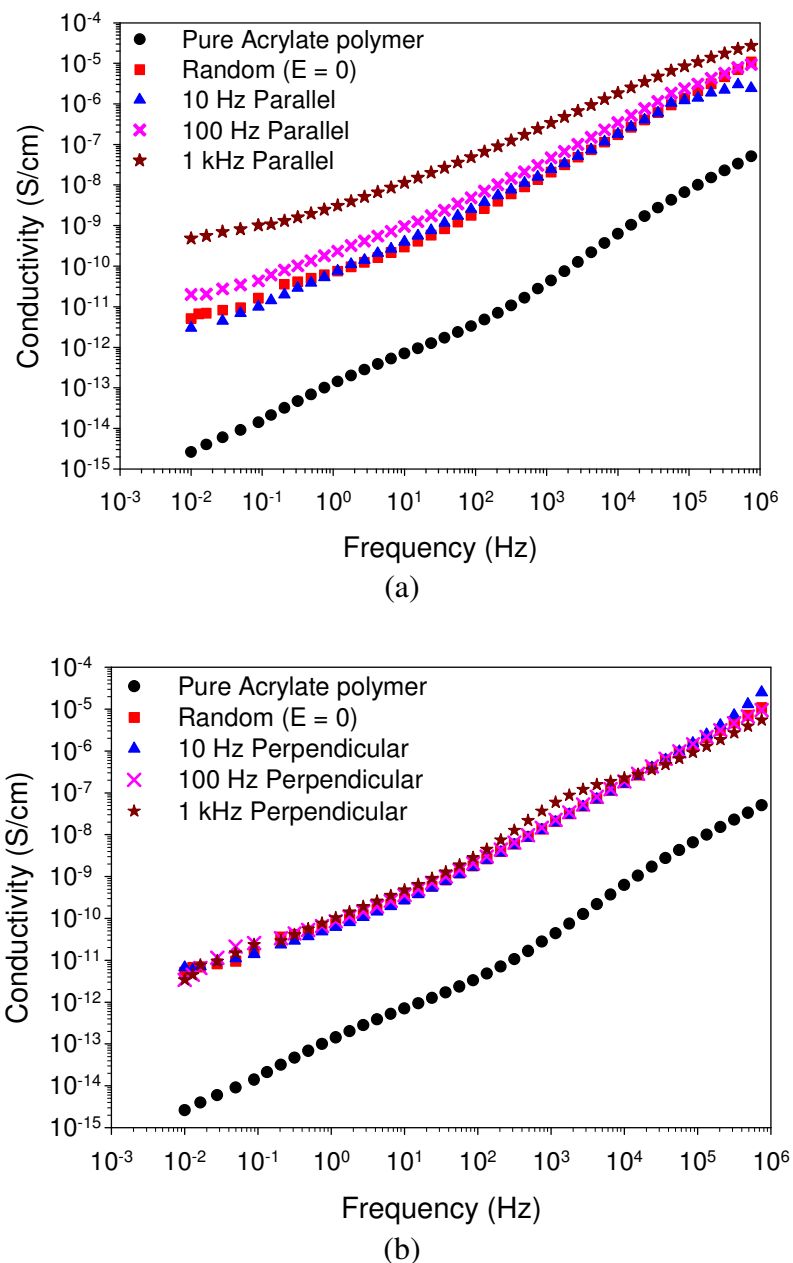 10⁻⁴
10⁻⁵
10⁻⁶
10⁻⁷
10⁻⁸
10⁻⁹
10⁻¹⁰
10⁻¹¹
10⁻¹²
10⁻¹³
10⁻¹⁴
10⁻¹⁵
Conductivity (S/cm)
Pure Acrylate polymer
Random (E = 0)
10 Hz Parallel
100 Hz Parallel
1 kHz Parallel
10⁻³ 10⁻² 10⁻¹ 10⁰ 10¹ 10² 10³ 10⁴ 10⁵ 10⁶
Frequency (Hz)
(a)
10⁻⁴
10⁻⁵
10⁻⁶
10⁻⁷
10⁻⁸
10⁻⁹
10⁻¹⁰
10⁻¹¹
10⁻¹²
10⁻¹³
10⁻¹⁴
10⁻¹⁵
Conductivity (S/cm)
Pure Acrylate polymer
Random (E = 0)
10 Hz Perpendicular
100 Hz Perpendicular
1 kHz Perpendicular
10⁻³ 10⁻² 10⁻¹ 10⁰ 10¹ 10² 10³ 10⁴ 10⁵ 10⁶
Frequency (Hz)
(b)